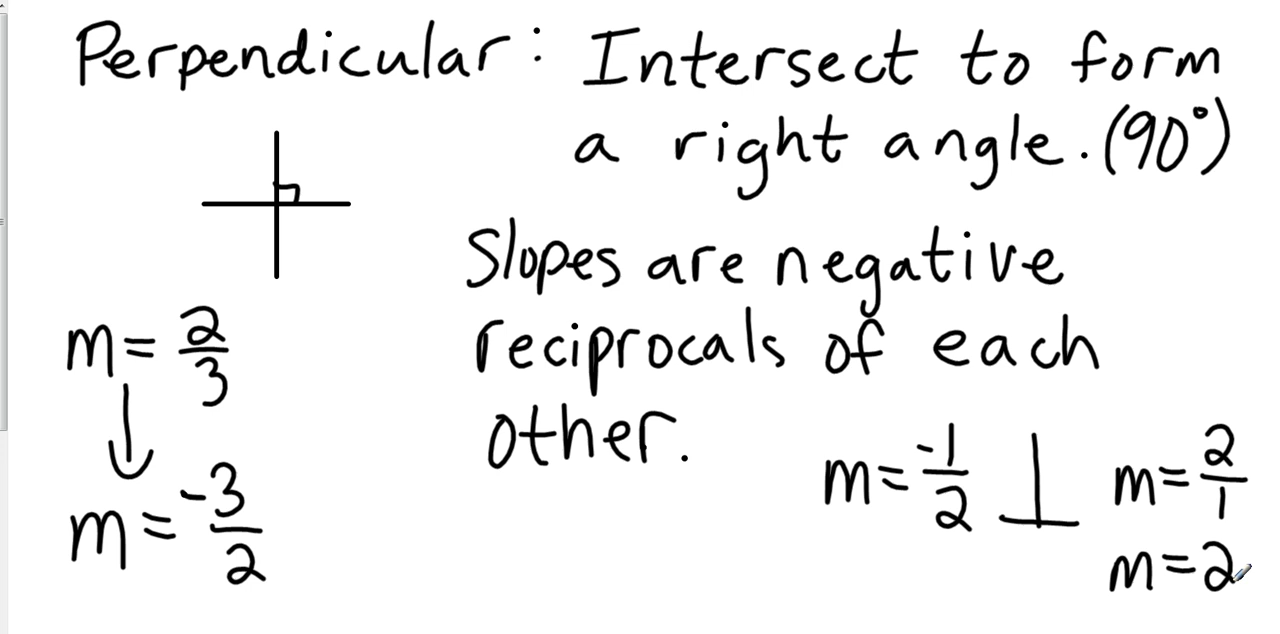 Perpendicular: Intersect to form
a right angle. (90°)
Slopes are negative
reciprocals of each
other.
m = 2/3
↓
m = -3/2
m = -1/2 ⊥ m = 2/1
m = 2